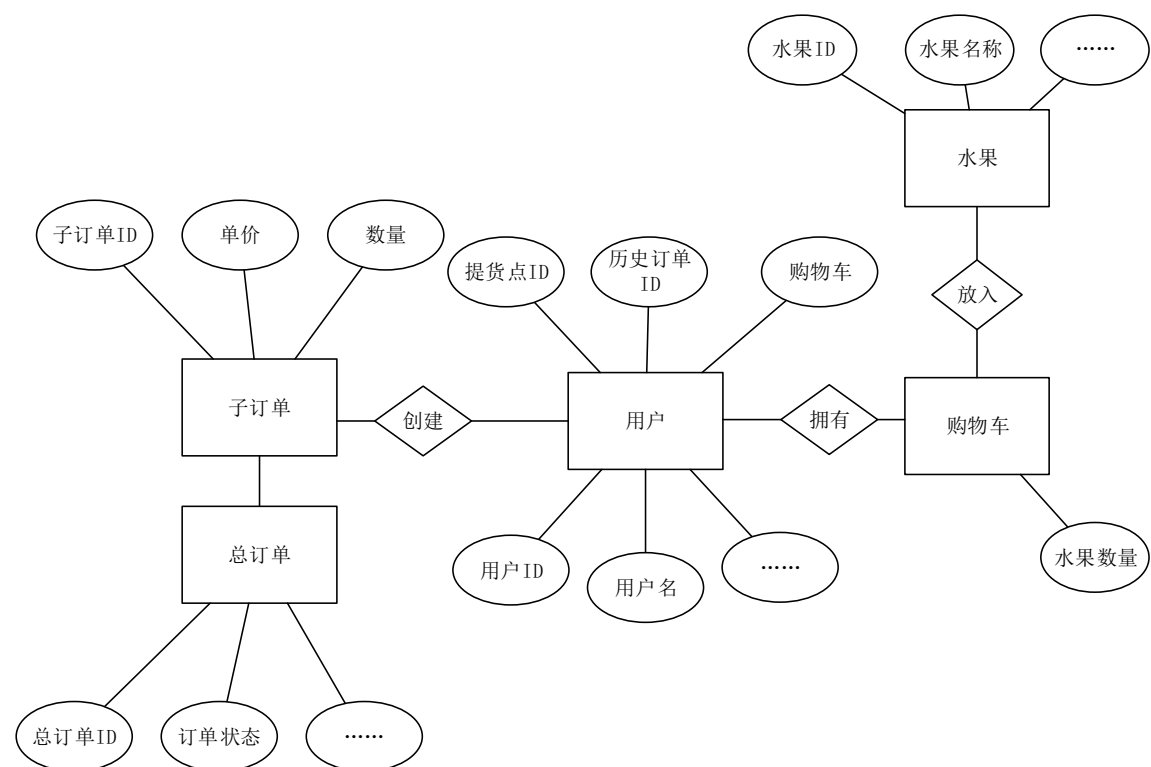 水果ID
水果名称
……
水果
子订单ID
单价
数量
提货点ID
历史订单
ID
购物车
放入
子订单
创建
用户
拥有
购物车
总订单
用户ID
用户名
……
水果数量
总订单ID
订单状态
……